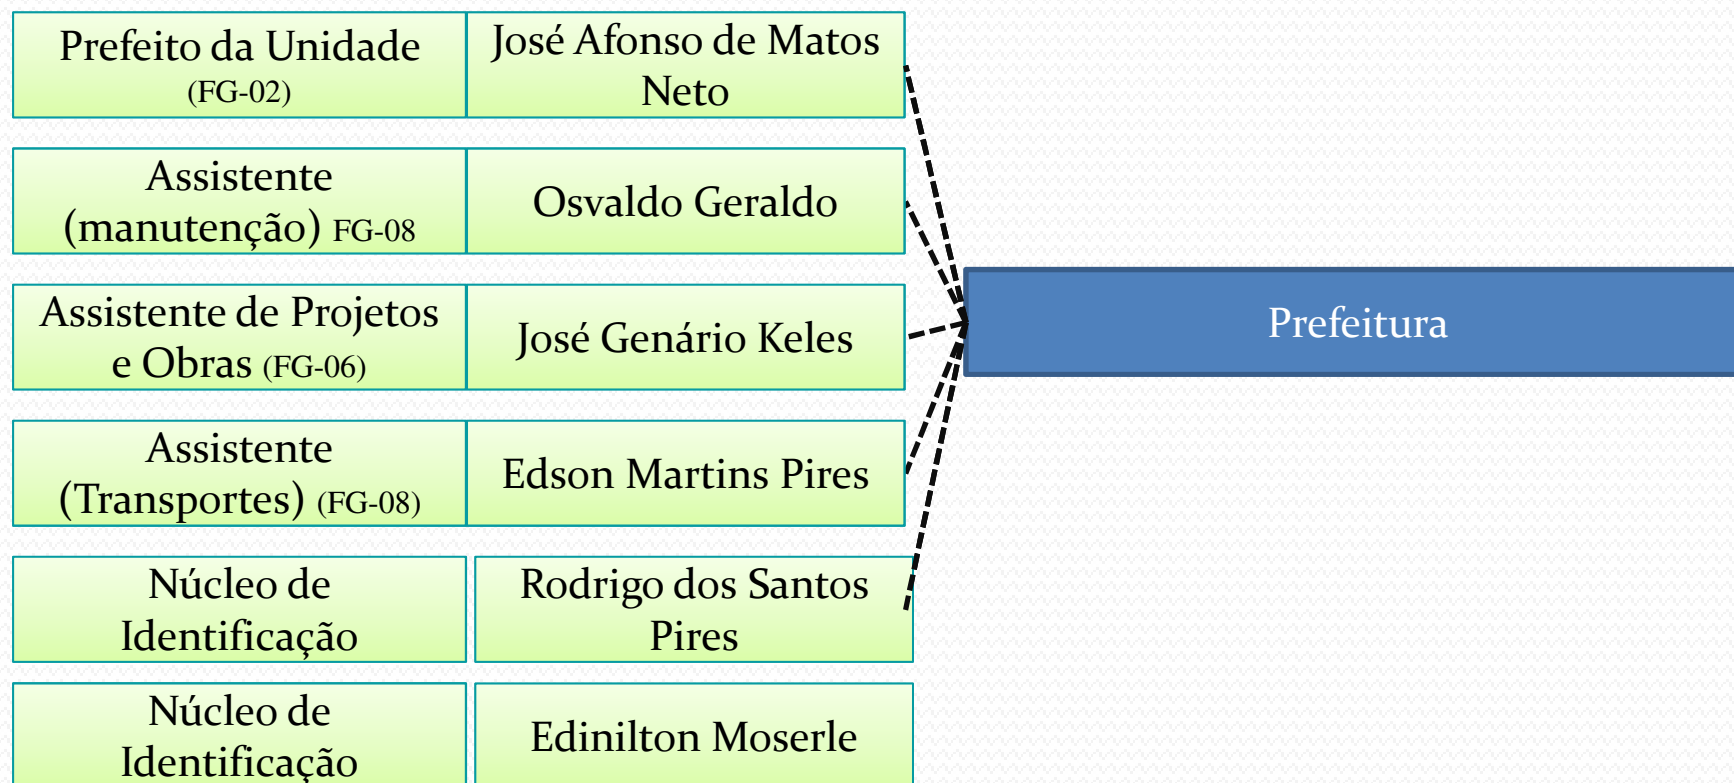 Prefeito da Unidade
(FG-02)
José Afonso de Matos
Neto
Assistente
(manutenção) FG-08
Osvaldo Geraldo
Assistente de Projetos
e Obras (FG-06)
José Genário Keles
Prefeitura
Assistente
(Transportes) (FG-08)
Edson Martins Pires
Núcleo de
Identificação
Rodrigo dos Santos
Pires
Núcleo de
Identificação
Edinilton Moserle